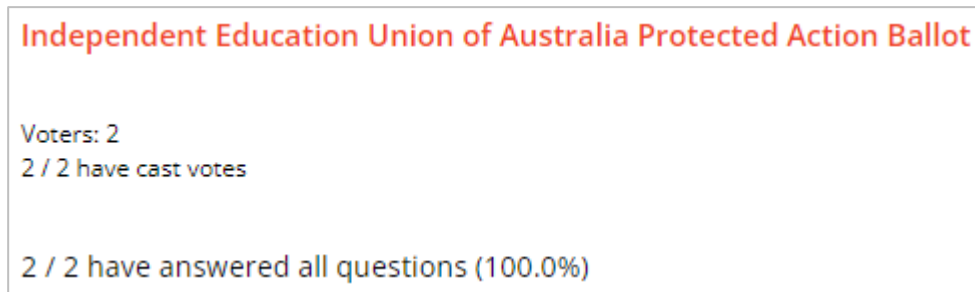 Independent Education Union of Australia Protected Action Ballot
Voters: 2
2 / 2 have cast votes
2 / 2 have answered all questions (100.0%)